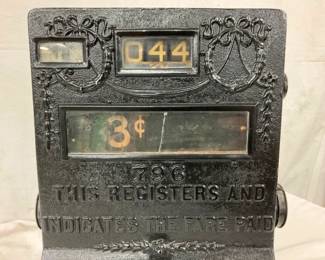 044
3¢
796
THIS REGISTERS AND
INDICATES THE FARE PAID